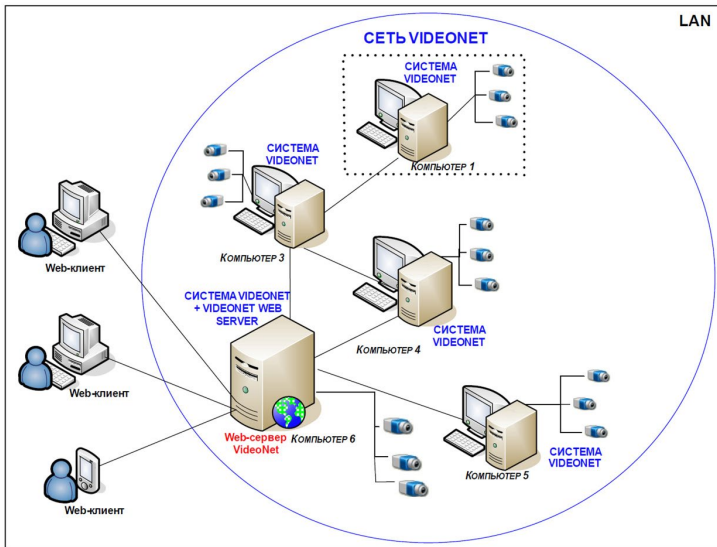 LAN
СЕТЬ VIDEONET
СИСТЕМА
VIDEONET
КОМПЬЮТЕР 1
СИСТЕМА
VIDEONET
КОМПЬЮТЕР 3
Web-клиент
СИСТЕМА VIDEONET
+ VIDEONET WEB
SERVER
СИСТЕМА
VIDEONET
КОМПЬЮТЕР 4
Web-клиент
Web-сервер
VideoNet
КОМПЬЮТЕР 6
СИСТЕМА
VIDEONET
КОМПЬЮТЕР 5
Web-клиент